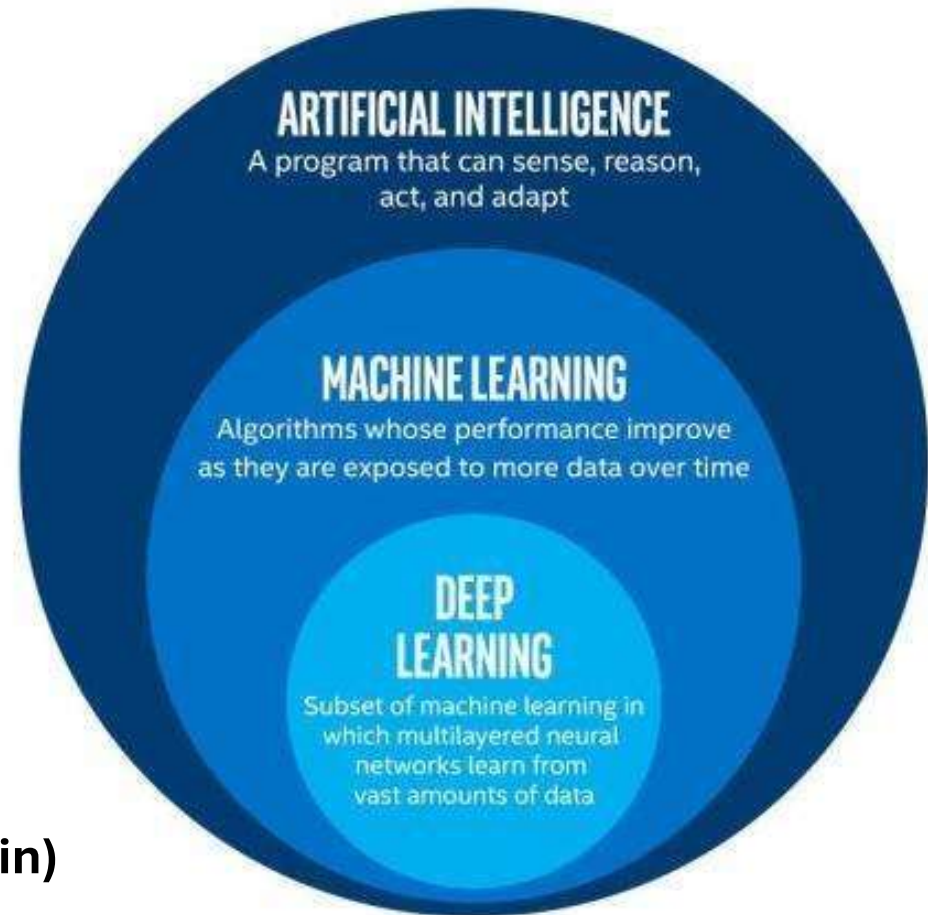 ARTIFICIAL INTELLIGENCE
A program that can sense, reason,
act, and adapt
MACHINE LEARNING
Algorithms whose performance improve
as they are exposed to more data over time
DEEP
LEARNING
Subset of machine learning in
which multilayered neural
networks learn from
vast amounts of data
in)